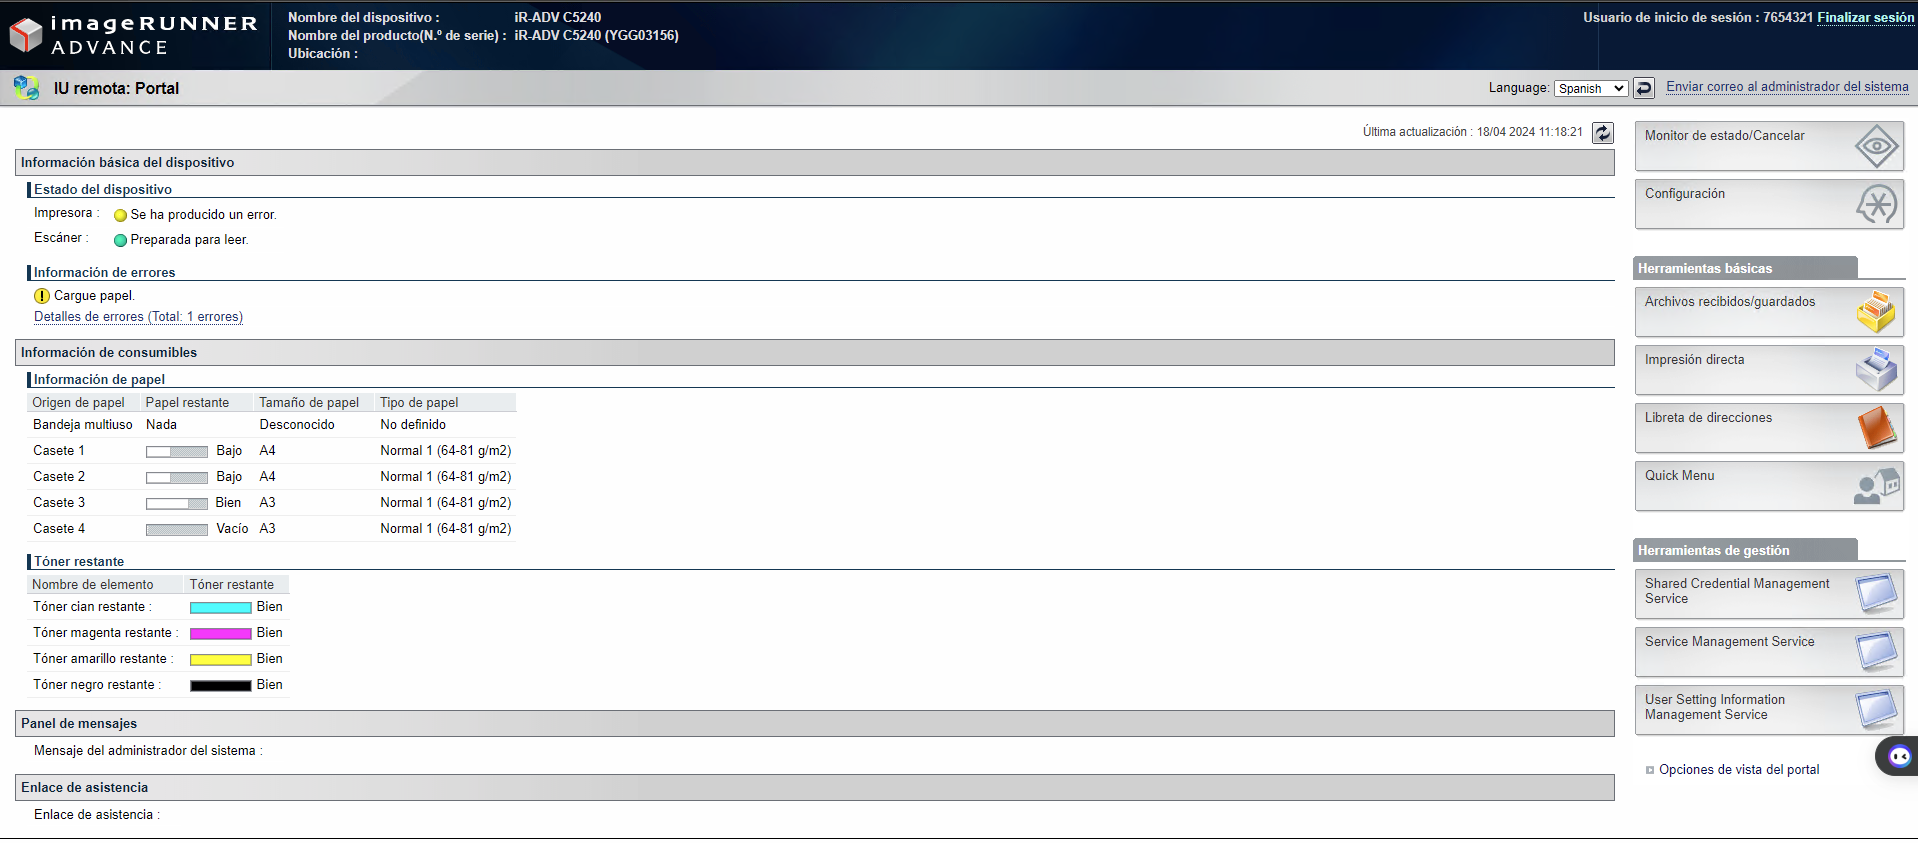 imageRUNNER
ADVANCE
Nombre del dispositivo : iR-ADV C5240
Nombre del producto(N.º de serie) : iR-ADV C5240 (YGG03156)
Ubicación :
Usuario de inicio de sesión : 7654321 Finalizar sesión
IU remota: Portal
Language: Spanish
Enviar correo al administrador del sistema
Última actualización : 18/04 2024 11:18:21
Información básica del dispositivo
Estado del dispositivo
Impresora : Se ha producido un error.
Escáner : Preparada para leer.
Información de errores
Cargue papel.
Detalles de errores (Total: 1 errores)
Información de consumibles
Información de papel
Origen de papel Papel restante Tamaño de papel Tipo de papel
Bandeja multiuso Nada Desconocido No definido
Casete 1 Bajo A4 Normal 1 (64-81 g/m2)
Casete 2 Bajo A4 Normal 1 (64-81 g/m2)
Casete 3 Bien A3 Normal 1 (64-81 g/m2)
Casete 4 Vacío A3 Normal 1 (64-81 g/m2)
Tóner restante
Nombre de elemento Tóner restante
Tóner cian restante : Bien
Tóner magenta restante : Bien
Tóner amarillo restante : Bien
Tóner negro restante : Bien
Panel de mensajes
Mensaje del administrador del sistema :
Enlace de asistencia
Enlace de asistencia :
Monitor de estado/Cancelar
Configuración
Herramientas básicas
Archivos recibidos/guardados
Impresión directa
Libreta de direcciones
Quick Menu
Herramientas de gestión
Shared Credential Management
Service
Service Management Service
User Setting Information
Management Service
Opciones de vista del portal